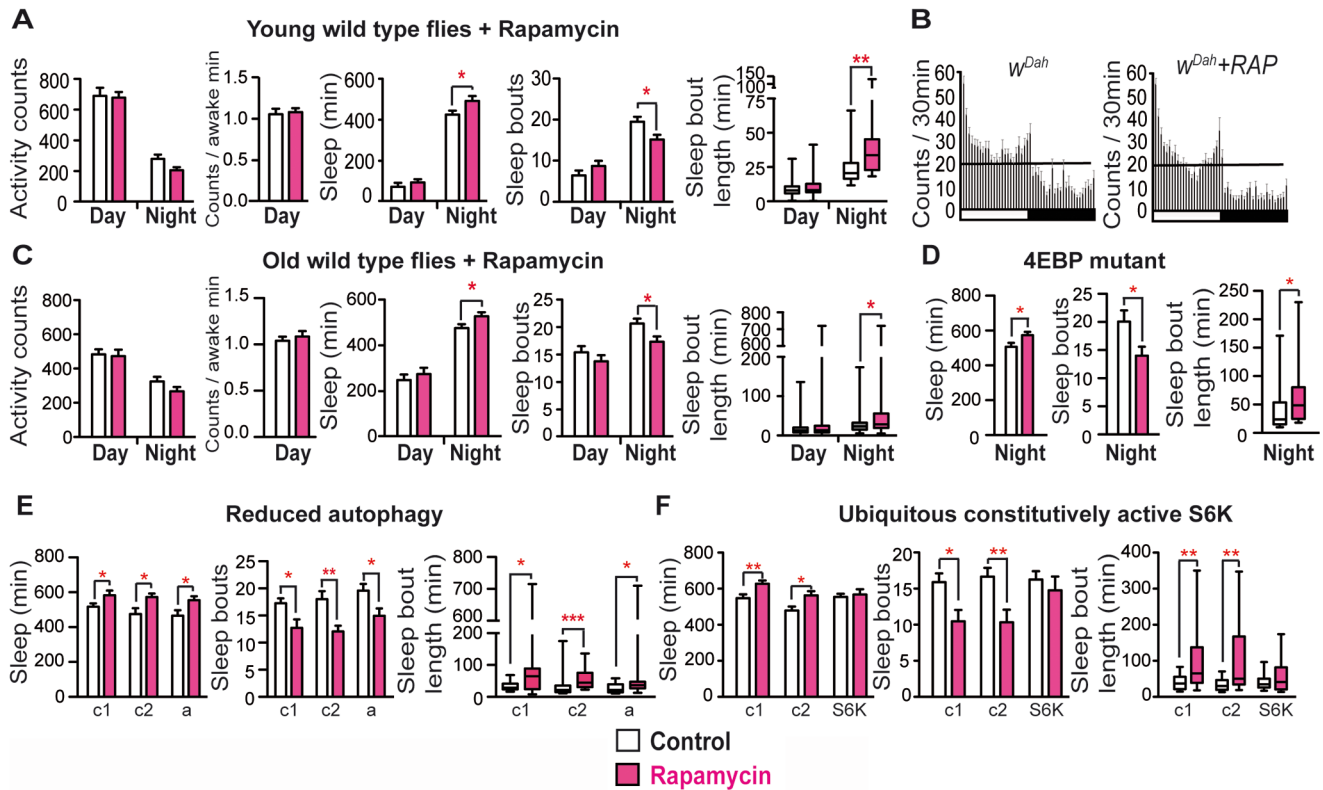 A
Young wild type flies + Rapamycin
Activity counts
800
600
400
200
0
Day
Night
Counts / awake min
1.5
1.0
0.5
0.0
Day
Sleep (min)
600
400
200
0
*
Day
Night
Sleep bouts
30
20
10
0
*
Day
Night
Sleep bout
length (min)
150
100
75
50
25
0
**
Day
Night
B
wDah
Counts / 30min
60
50
40
30
20
10
0
wDah+RAP
Counts / 30min
60
50
40
30
20
10
0
C
Old wild type flies + Rapamycin
Activity counts
800
600
400
200
0
Day
Night
Counts / awake min
1.5
1.0
0.5
0.0
Day
Sleep (min)
600
400
200
0
*
Day
Night
Sleep bouts
25
20
15
10
5
0
*
Day
Night
Sleep bout
length (min)
800
700
600
200
100
0
*
Day
Night
D
4EBP mutant
Sleep (min)
800
600
400
200
0
*
Night
Sleep bouts
25
20
15
10
5
0
*
Night
Sleep bout
length (min)
250
200
150
100
50
0
*
Night
E
Reduced autophagy
Sleep (min)
800
600
400
200
0
*
*
*
c1
c2
a
Sleep bouts
25
20
15
10
5
0
*
**
*
c1
c2
a
Sleep bout
length (min)
800
700
600
500
200
100
0
*
***
*
c1
c2
a
F
Ubiquitous constitutively active S6K
Sleep (min)
800
600
400
200
0
**
*
c1
c2
S6K
Sleep bouts
20
15
10
5
0
*
**
c1
c2
S6K
Sleep bout
length (min)
400
300
200
100
0
**
**
c1
c2
S6K
Control
Rapamycin